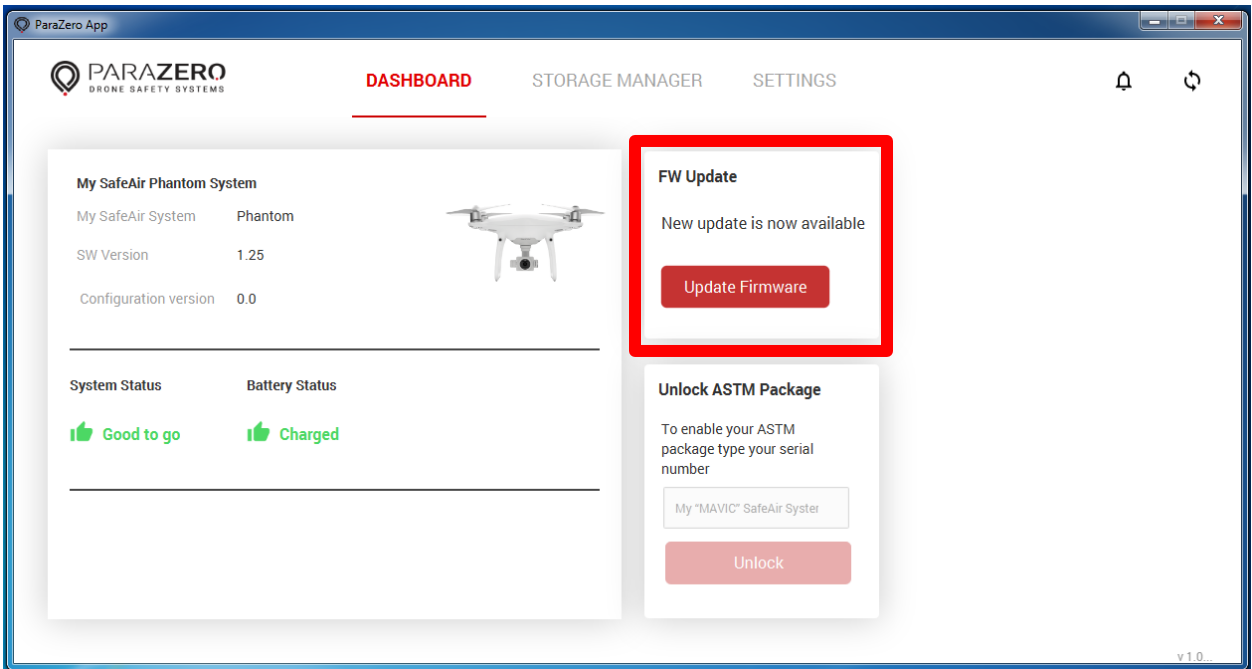 ParaZero App
PARAZERO
DRONE SAFETY SYSTEMS
DASHBOARD
STORAGE MANAGER
SETTINGS
My SafeAir Phantom System
My SafeAir System Phantom
SW Version 1.25
Configuration version 0.0
System Status Battery Status
Good to go Charged
FW Update
New update is now available
Update Firmware
Unlock ASTM Package
To enable your ASTM
package type your serial
number
My "MAVIC" SafeAir Syster
Unlock
v 1.0...